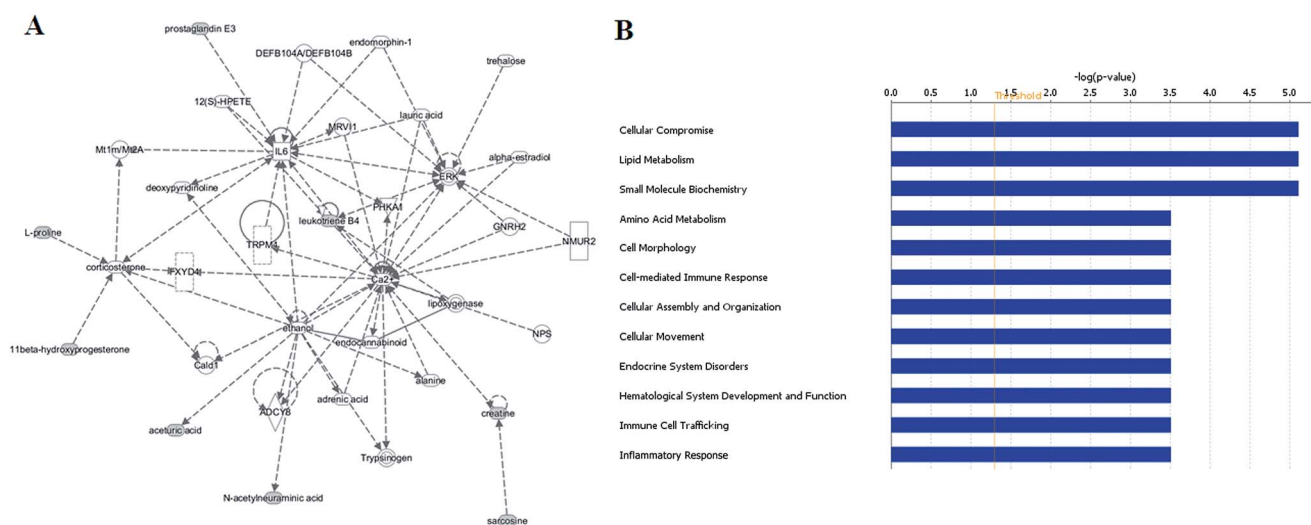 A
prostaglandin E3
DEFB104A/DEFB104B
endomorphin-1
trehalose
12(S)-HPETE
MRVI1
lauric acid
Mt1m/Mt2A
IL6
alpha-estradiol
ERK
deoxypyridinoline
PHKA1
leukotriene B4
GNRH2
NMUR2
L-proline
TRPM4
corticosterone
FXYD4
Ca2+
lipoxygenase
ethanol
NPS
endocannabinoid
11beta-hydroxyprogesterone
Cald1
alanine
adrenic acid
ADCY8
creatine
aceturic acid
Trypsinogen
N-acetylneuraminic acid
sarcosine
B
-log(p-value)
0.0 0.5 1.0 1.5 2.0 2.5 3.0 3.5 4.0 4.5 5.0
Threshold
Cellular Compromise
Lipid Metabolism
Small Molecule Biochemistry
Amino Acid Metabolism
Cell Morphology
Cell-mediated Immune Response
Cellular Assembly and Organization
Cellular Movement
Endocrine System Disorders
Hematological System Development and Function
Immune Cell Trafficking
Inflammatory Response